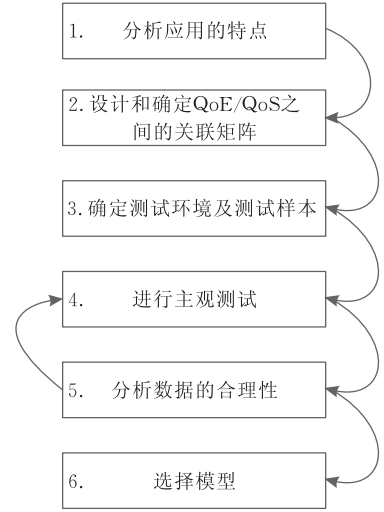 1. 分析应用的特点
2.设计和确定QoE/QoS之
间的关联矩阵
3.确定测试环境及测试样本
4. 进行主观测试
5. 分析数据的合理性
6. 选择模型